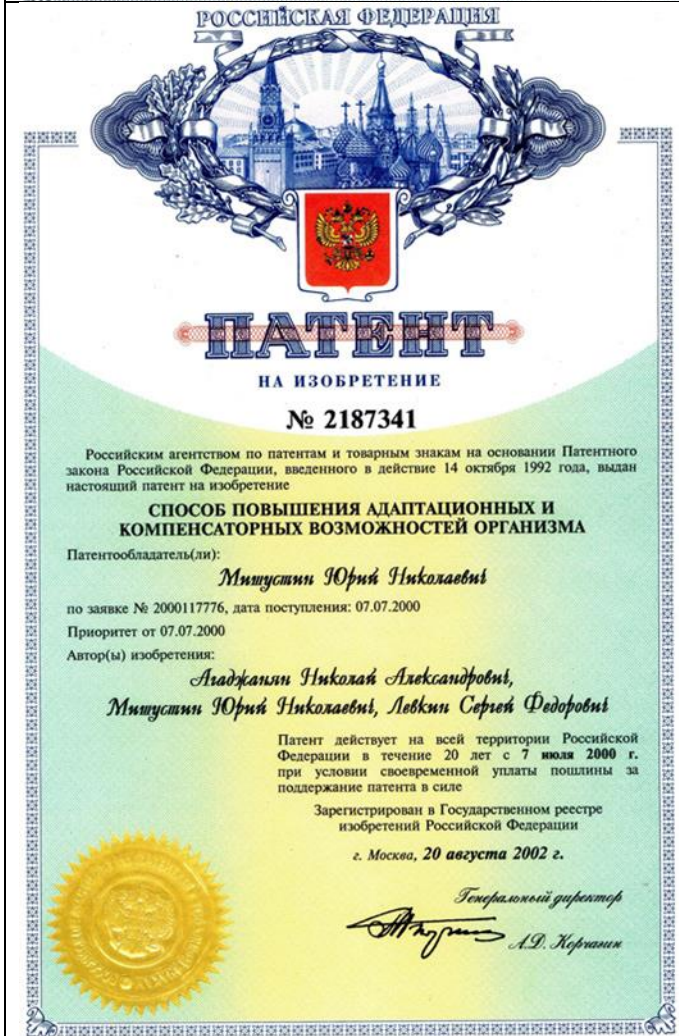 РОССИЙСКАЯ ФЕДЕРАЦИЯ
ПАТЕНТ
НА ИЗОБРЕТЕНИЕ
№ 2187341
Российским агентством по патентам и товарным знакам на основании Патентного
закона Российской Федерации, введенного в действие 14 октября 1992 года, выдан
настоящий патент на изобретение
СПОСОБ ПОВЫШЕНИЯ АДАПТАЦИОННЫХ И
КОМПЕНСАТОРНЫХ ВОЗМОЖНОСТЕЙ ОРГАНИЗМА
Патентообладатель(ли):
Мишустин Юрий Николаевич
по заявке № 2000117776, дата поступления: 07.07.2000
Приоритет от 07.07.2000
Автор(ы) изобретения:
Агаджанян Николай Александрович,
Мишустин Юрий Николаевич, Левкин Сергей Федорович
Патент действует на всей территории Российской
Федерации в течение 20 лет с 7 июля 2000 г.
при условии своевременной уплаты пошлины за
поддержание патента в силе
Зарегистрирован в Государственном реестре
изобретений Российской Федерации
г. Москва, 20 августа 2002 г.
Генеральный директор
А.Д. Корчагин